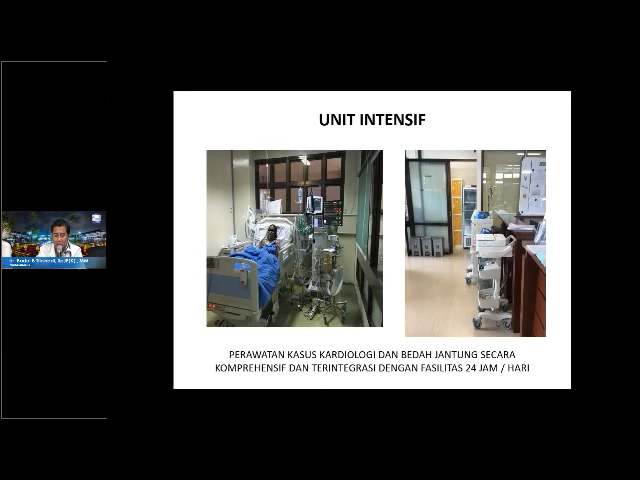 UNIT INTENSIF
PERAWATAN KASUS KARDIOLOGI DAN BEDAH JANTUNG SECARA
KOMPREHENSIF DAN TERINTEGRASI DENGAN FASILITAS 24 JAM / HARI